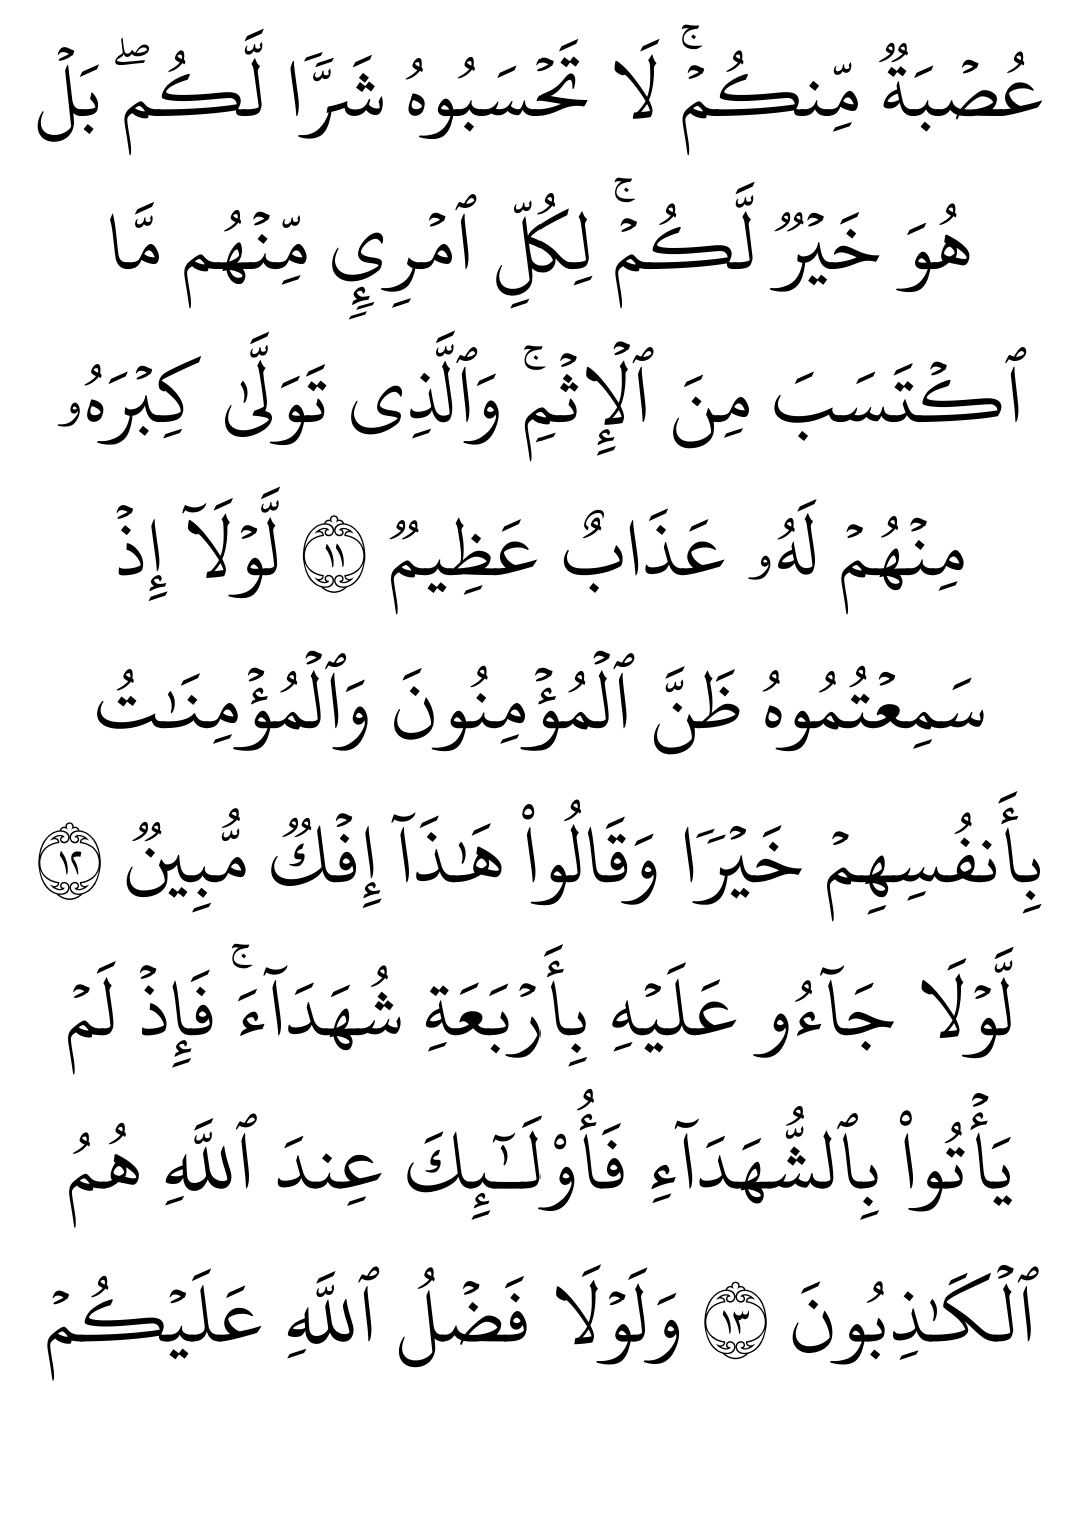 عُصۡبَةٌ مِّنكُمۡۚ لَا تَحۡسَبُوهُ شَرًّا لَّكُمۖ بَلۡ
هُوَ خَيۡرٌ لَّكُمۡۚ لِكُلِّ ٱمۡرِيٕٖ مِّنۡهُم مَّا
ٱكۡتَسَبَ مِنَ ٱلۡإِثۡمِۚ وَٱلَّذِى تَوَلَّىٰ كِبۡرَهُۥ
مِنۡهُمۡ لَهُۥ عَذَابٌ عَظِيمٌ ١١ لَّوۡلَآ إِذۡ
سَمِعۡتُمُوهُ ظَنَّ ٱلۡمُؤۡمِنُونَ وَٱلۡمُؤۡمِنَٰتُ
بِأَنفُسِهِمۡ خَيۡرًا وَقَالُوا۟ هَٰذَآ إِفۡكٌ مُّبِينٌ ١٢
لَّوۡلَا جَآءُو عَلَيۡهِ بِأَرۡبَعَةِ شُهَدَآءَۚ فَإِذۡ لَمۡ
يَأۡتُوا۟ بِٱلشُّهَدَآءِ فَأُو۟لَـٰٓئِكَ عِندَ ٱللَّهِ هُمُ
ٱلۡكَـٰذِبُونَ ١٣ وَلَوۡلَا فَضۡلُ ٱللَّهِ عَلَيۡكُمۡ